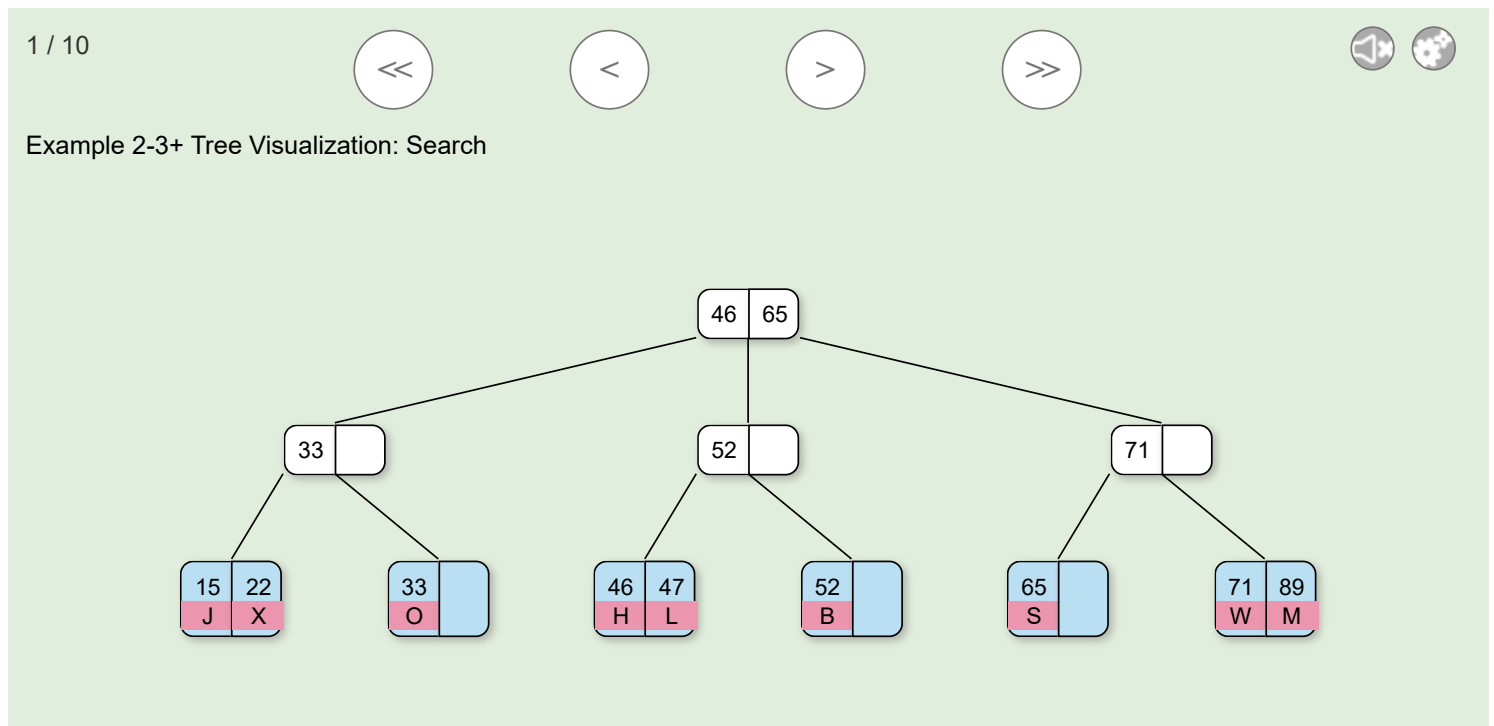 1 / 10
<< < > >>
Example 2-3+ Tree Visualization: Search
46 65
33 52 71
15 22 33 46 47 52 65 71 89
J X O H L B S W M